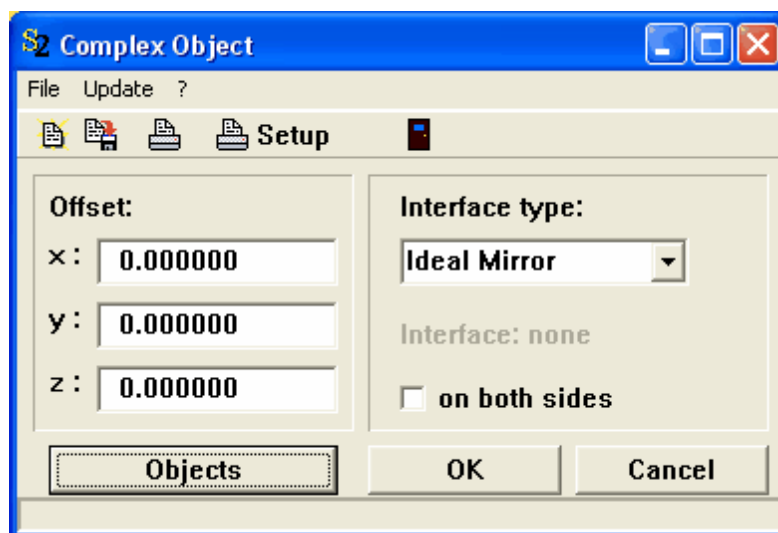 S2 Complex Object
File Update ?
Setup
Offset:
x: 0.000000
y: 0.000000
z: 0.000000
Interface type:
Ideal Mirror
Interface: none
on both sides
Objects
OK
Cancel